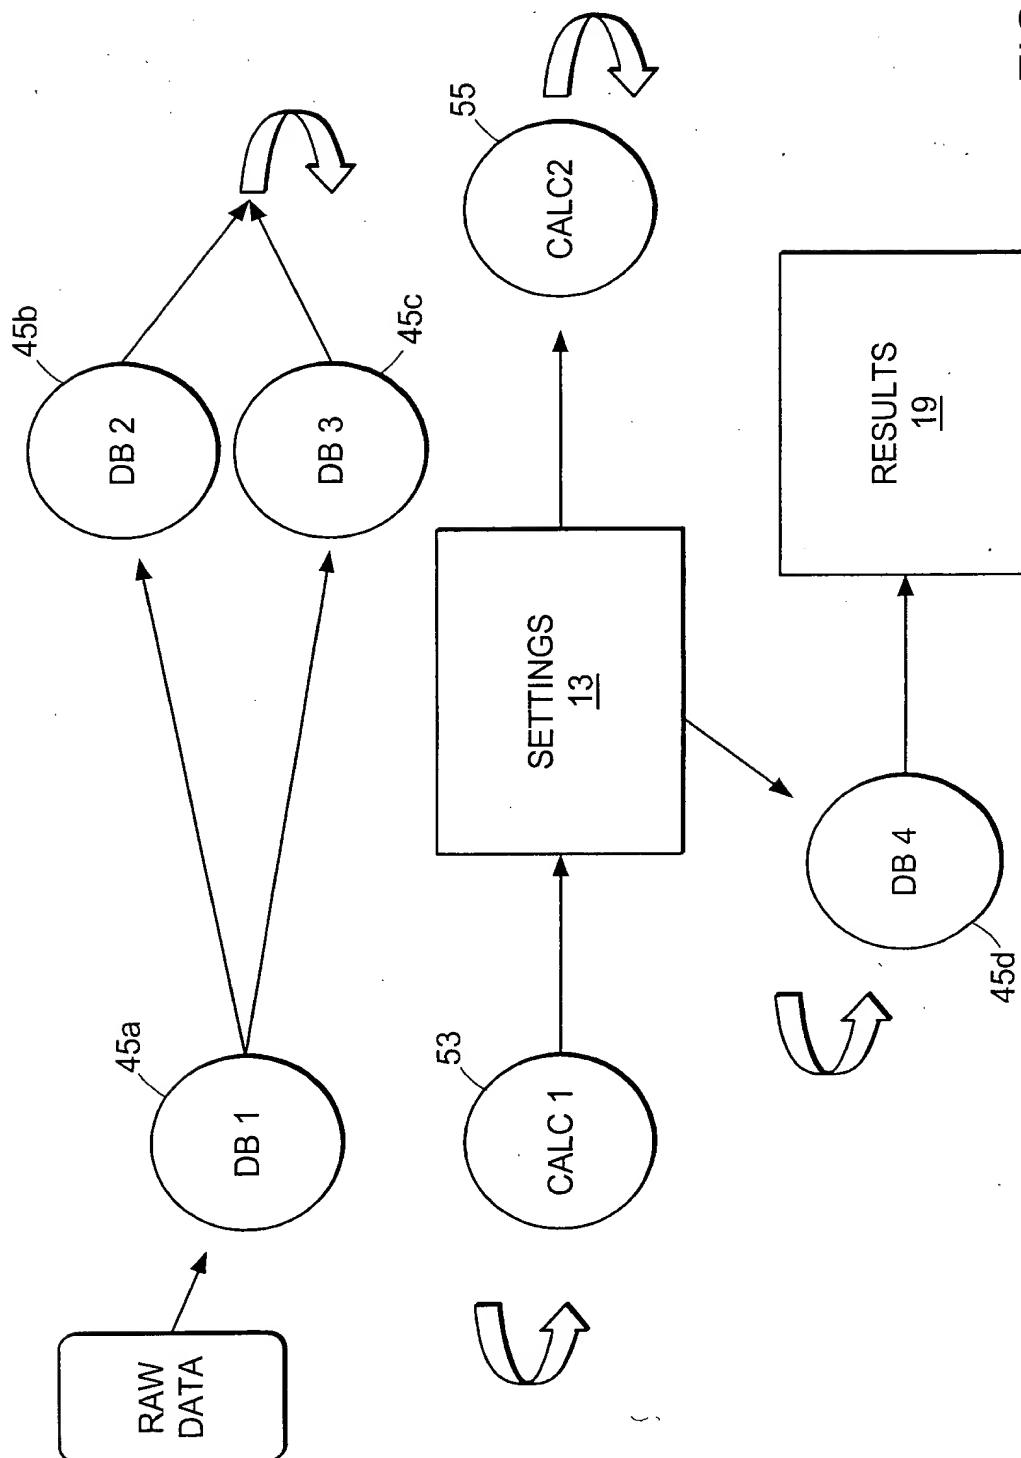 45b
RAW
DATA
45a
DB 2
DB 1
DB 3
45c
53
55
CALC 1
SETTINGS
13
CALC2
DB 4
RESULTS
19
45d